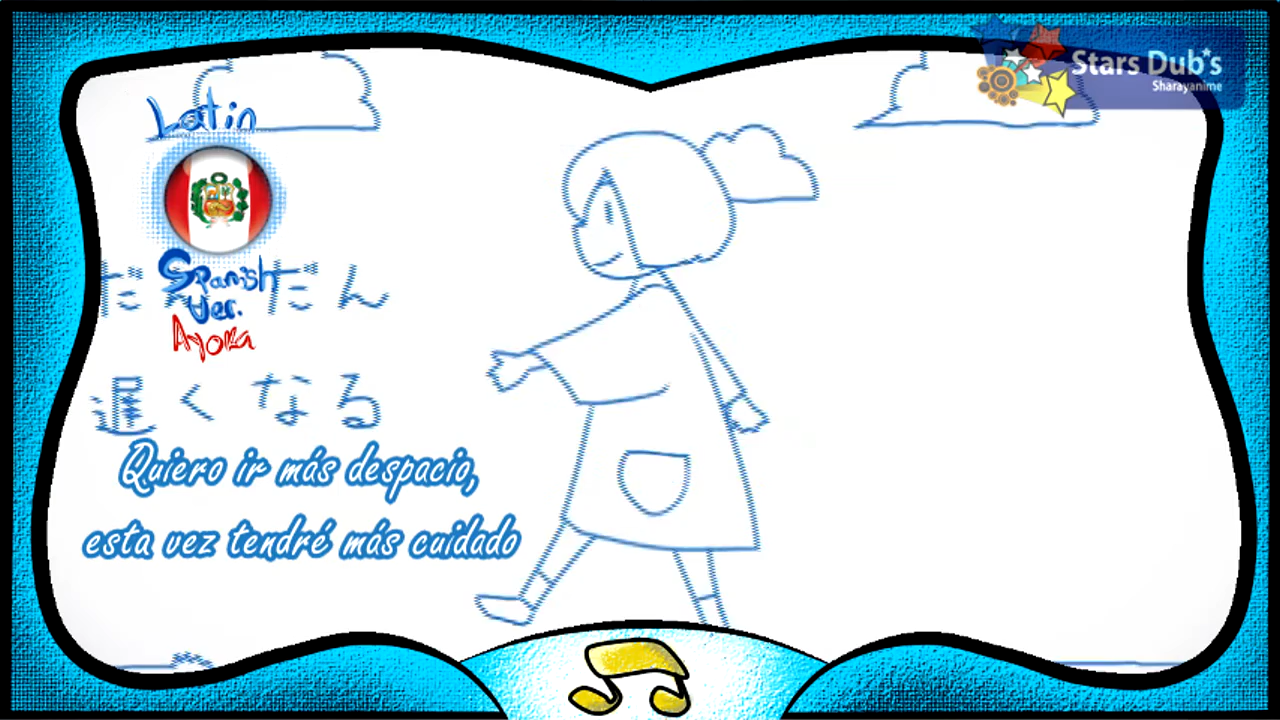 Stars Dub's
Sharayanime
Latin
Spanish
Ver.
Ayoka
だんだん
遅くなる
Quiero ir más despacio,
esta vez tendré más cuidado